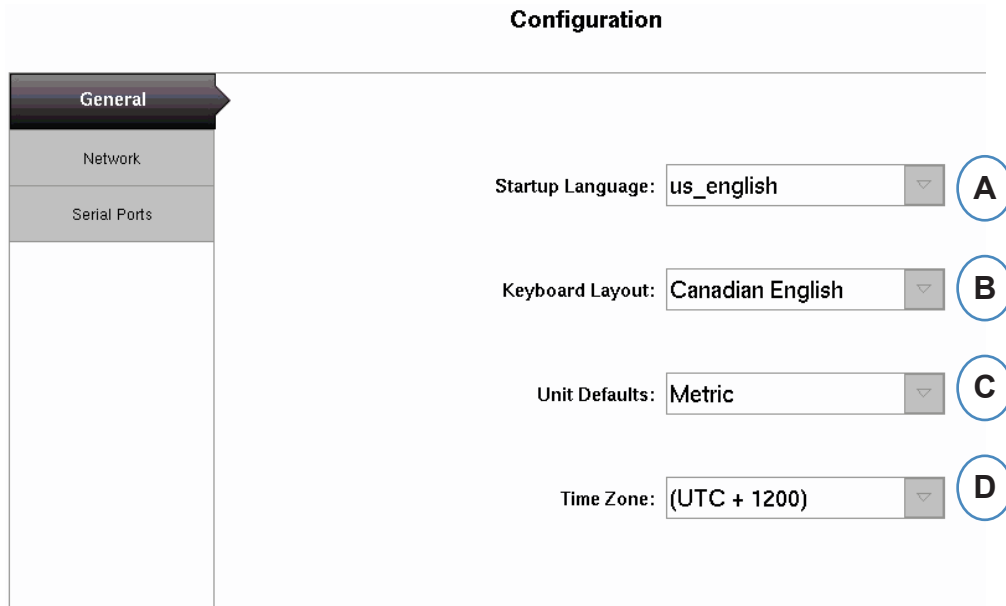 Configuration
General
Network
Serial Ports
Startup Language: us_english A
Keyboard Layout: Canadian English B
Unit Defaults: Metric C
Time Zone: (UTC + 1200) D